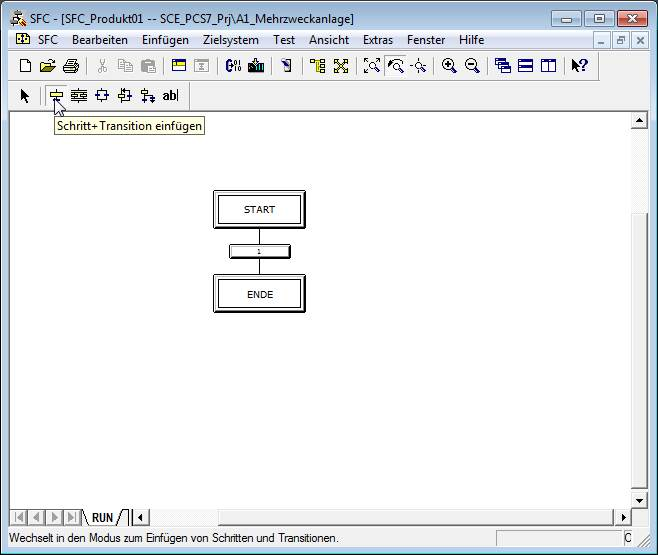 SFC - [SFC_Produkt01 -- SCE_PCS7_Prj\A1_Mehrzweckanlage]
SFC Bearbeiten Einfügen Zielsystem Test Ansicht Extras Fenster Hilfe
ab
Schritt+Transition einfügen
START
1
ENDE
RUN
Wechselt in den Modus zum Einfügen von Schritten und Transitionen.